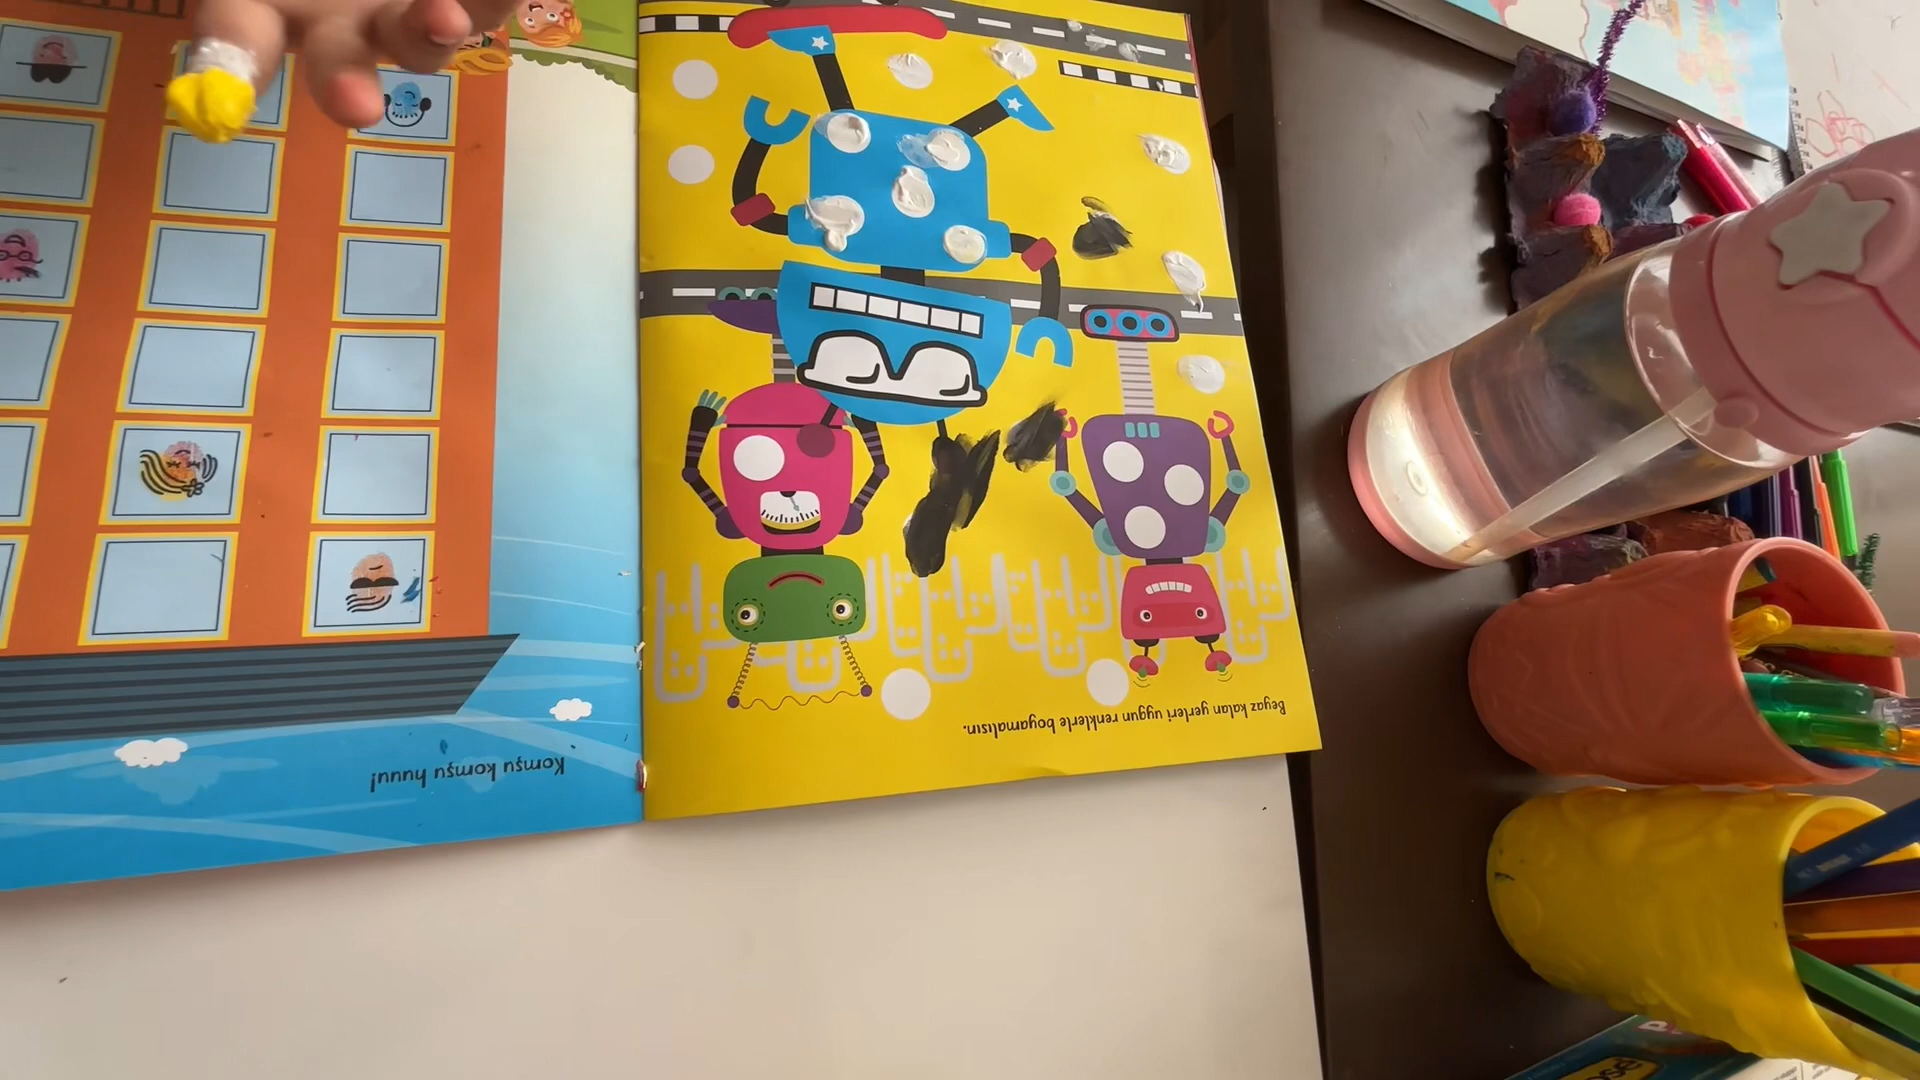 Komşu komşu huuu!
Beyaz kalan yerleri uygun renklerle boyamalısın.